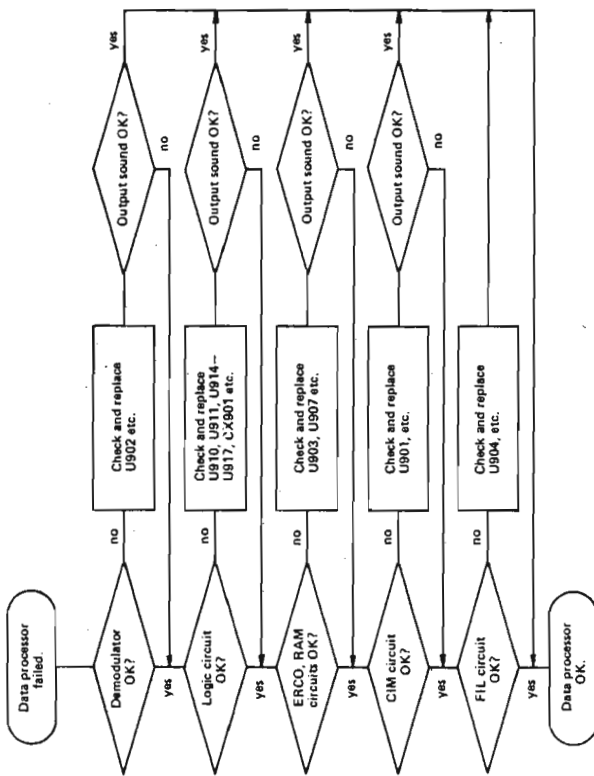 Data processor
failed.
Demodulator
OK?
no
Check and replace
U902 etc.
Output sound OK?
yes
no
yes
Logic circuit
OK?
no
Check and replace
U910, U911, U914–
U917, CX901 etc.
Output sound OK?
yes
no
yes
ERCO, RAM
circuits OK?
no
Check and replace
U903, U907 etc.
Output sound OK?
yes
no
yes
CIM circuit
OK?
no
Check and replace
U901, etc.
Output sound OK?
yes
no
yes
FIL circuit
OK?
no
Check and replace
U904, etc.
yes
Data processor
OK.